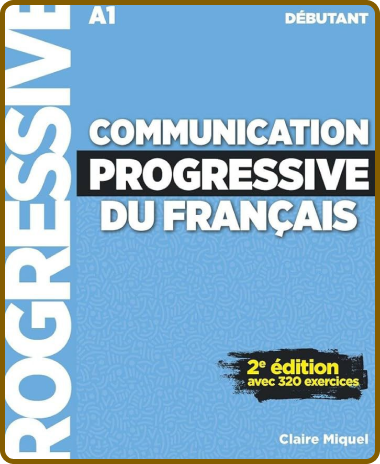 A1
DÉBUTANT
PROGRESSIVE
COMMUNICATION
PROGRESSIVE
DU FRANÇAIS
2e édition
avec 320 exercices
Claire Miquel